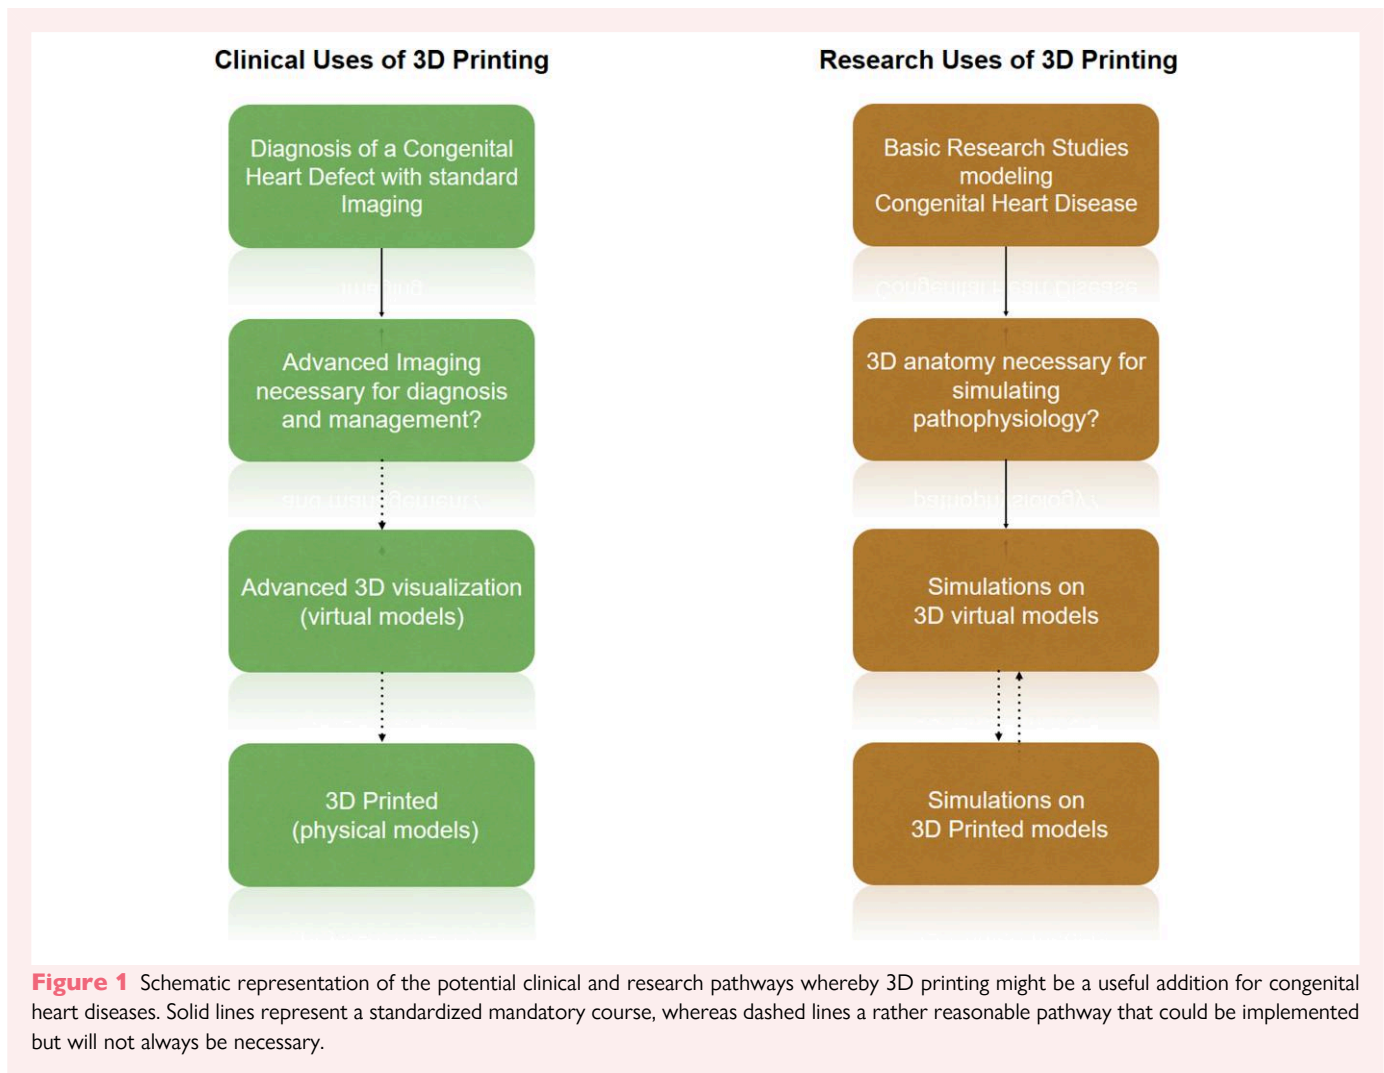 Clinical Uses of 3D Printing
Diagnosis of a Congenital
Heart Defect with standard
Imaging
Advanced Imaging
necessary for diagnosis
and management?
Advanced 3D visualization
(virtual models)
3D Printed
(physical models)
Research Uses of 3D Printing
Basic Research Studies
modeling
Congenital Heart Disease
3D anatomy necessary for
simulating
pathophysiology?
Simulations on
3D virtual models
Simulations on
3D Printed models
Figure 1 Schematic representation of the potential clinical and research pathways whereby 3D printing might be a useful addition for congenital
heart diseases. Solid lines represent a standardized mandatory course, whereas dashed lines a rather reasonable pathway that could be implemented
but will not always be necessary.